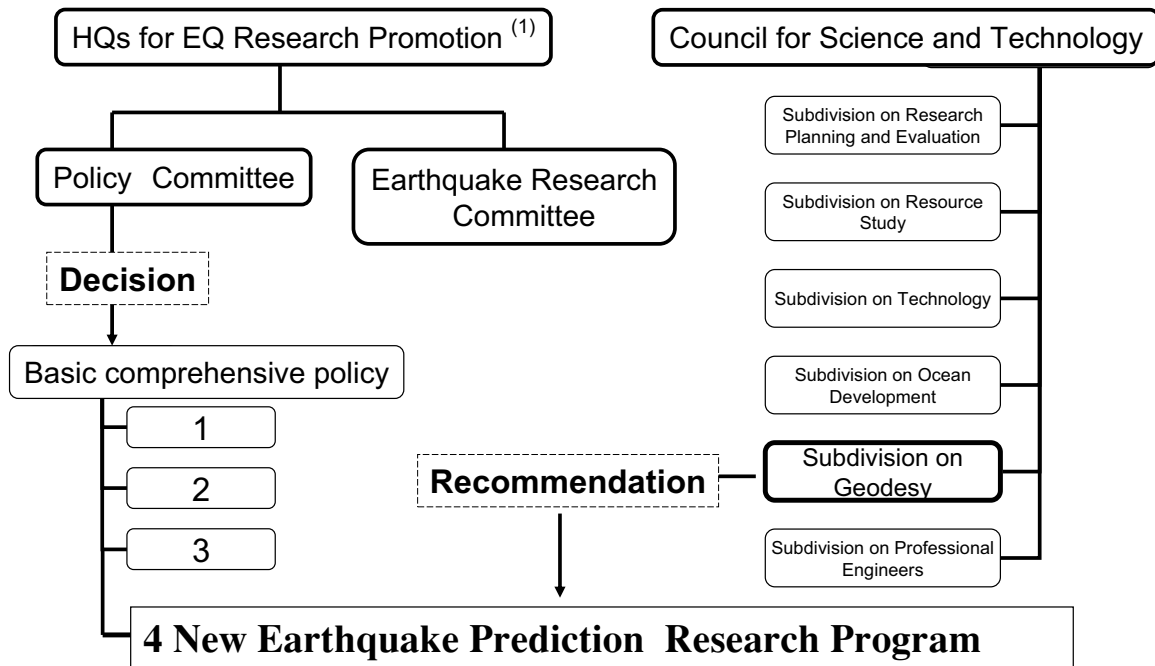 HQs for EQ Research Promotion (1)
Council for Science and Technology
Policy Committee
Earthquake Research
Committee
Decision
Basic comprehensive policy
1
2
3
Subdivision on Research
Planning and Evaluation
Subdivision on Resource
Study
Subdivision on Technology
Subdivision on Ocean
Development
Subdivision on
Geodesy
Recommendation
Subdivision on Professional
Engineers
4 New Earthquake Prediction Research Program